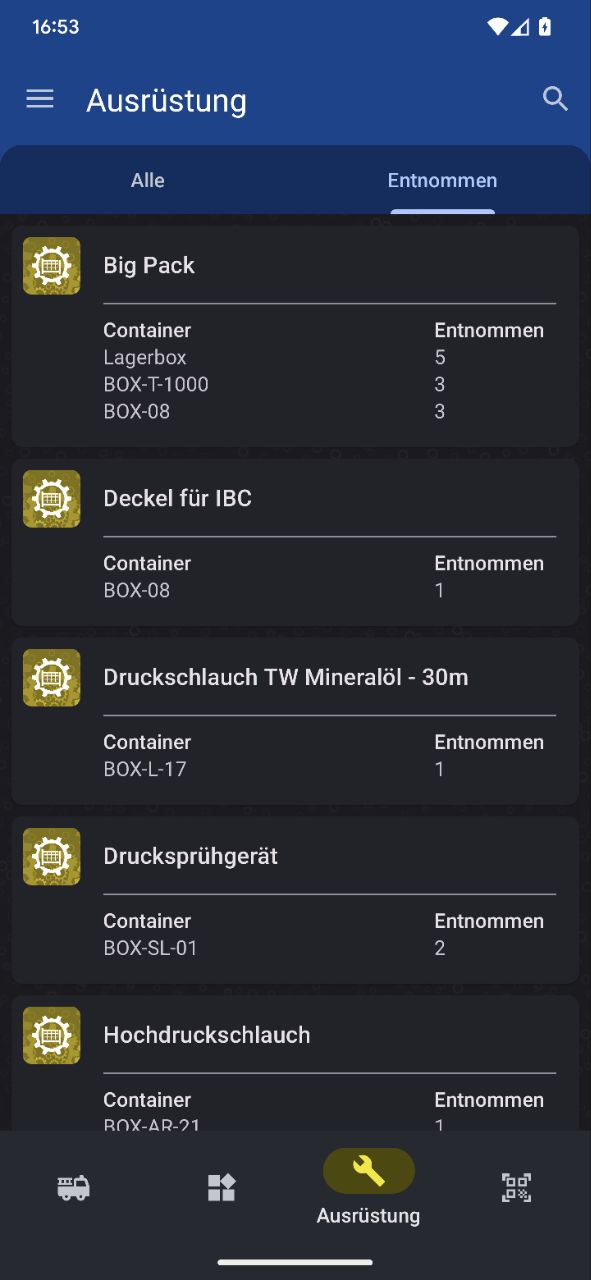 16:53
Ausrüstung
Alle Entnommen
Big Pack
Container Entnommen
Lagerbox 5
BOX-T-1000 3
BOX-08 3
Deckel für IBC
Container Entnommen
BOX-08 1
Druckschlauch TW Mineralöl - 30m
Container Entnommen
BOX-L-17 1
Drucksprühgerät
Container Entnommen
BOX-SL-01 2
Hochdruckschlauch
Container Entnommen
BOX-AR-21 1
Ausrüstung